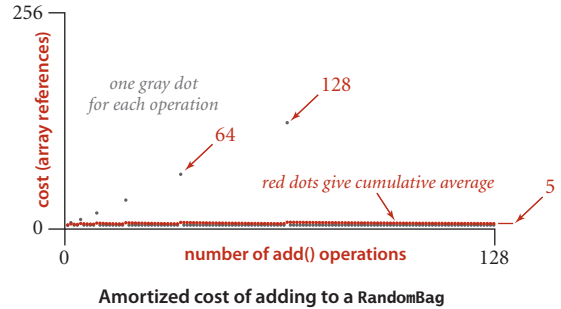 256
cost (array references)
one gray dot
for each operation
128
64
red dots give cumulative average
5
0
0
number of add() operations
128
Amortized cost of adding to a RandomBag